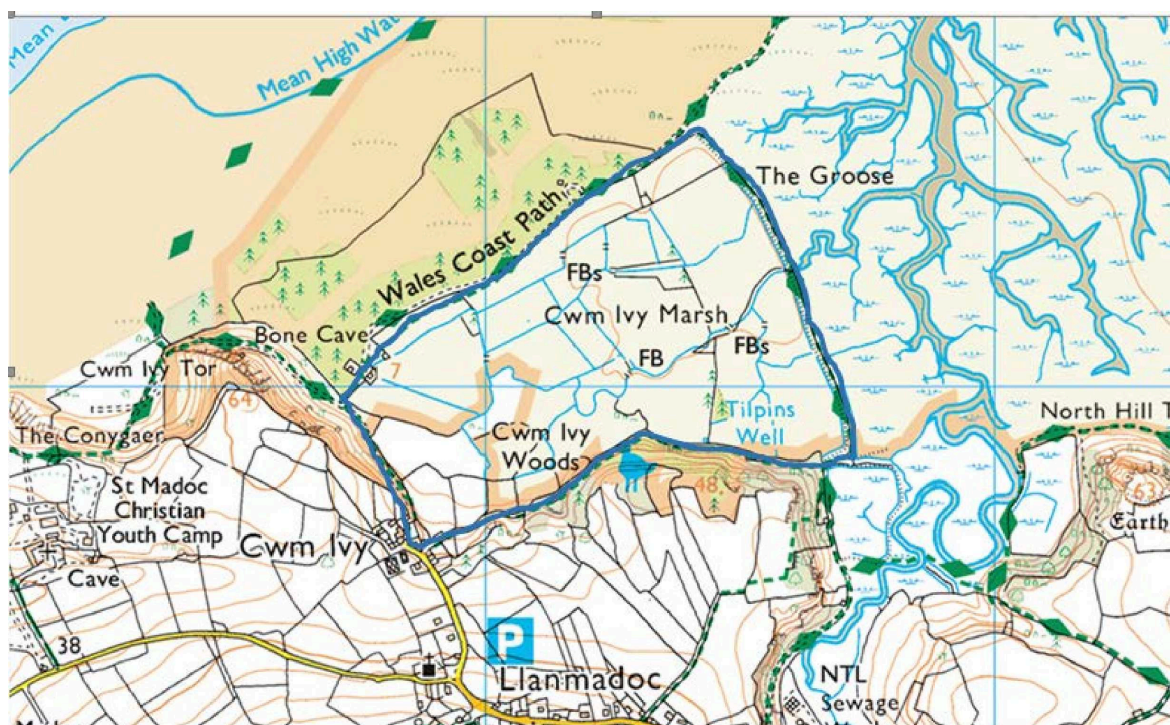 Mean
Mean High Wat
The Groose
Wales Coast Path
FBs
Cwm Ivy Marsh
Bone Cave
FB
FBs
7
Cwm Ivy Tor
64
Tilpins
Well
North Hill T
The Conygaer
Cwm Ivy
Woods
48
63
St Madoc
Christian
Youth Camp
Earth
Cwm Ivy
Cave
38
P
Llanmadoc
NTL
Sewage